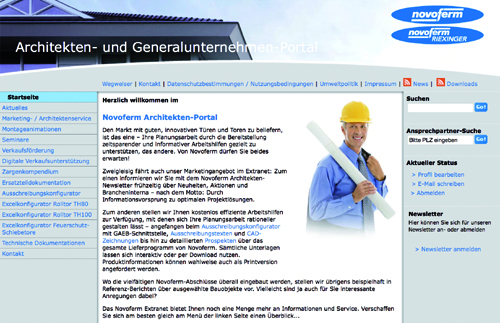 novoferm
novoferm
RIEXINGER
Architekten- und Generalunternehmen-Portal
Wegweiser | Kontakt | Datenschutzbestimmungen / Nutzungsbedingungen | Umweltpolitik | Impressum | News | Downloads
Startseite
Aktuelles
Marketing- / Architektenservice
Montageanimationen
Seminare
Verkaufsförderung
Digitale Verkaufsunterstützung
Zargenkompendium
Ersatzteildokumentation
Ausschreibungskonfigurator
Excelkonfigurator Rolltor TH80
Excelkonfigurator Rolltor TH100
Excelkonfigurator Feuerschutz-
Schiebetore
Technische Dokumentationen
Kontakt
Herzlich willkommen im
Novoferm Architekten-Portal
Den Markt mit guten, innovativen Türen und Toren zu beliefern,
ist das eine – Ihre Planungsarbeit durch die Bereitstellung
zeitsparender und informativer Arbeitshilfen gezielt zu
unterstützen, das andere. Von Novoferm dürfen Sie beides
erwarten!
Zweigleisig fährt auch unser Marketingangebot im Extranet: Zum
einen informieren wir Sie mit dem Novoferm Architekten-
Newsletter frühzeitig über Neuheiten, Aktionen und
Brancheninterna – nach dem Motto: Durch
Informationsvorsprung zu optimalen Projektlösungen.
Zum anderen stellen wir Ihnen kostenlos effiziente Arbeitshilfen
zur Verfügung, mit denen sich Ihre Planungsarbeit rationeller
gestalten lässt – angefangen beim Ausschreibungskonfigurator
mit GAEB-Schnittstelle, Ausschreibungstexten und CAD-
Zeichnungen bis hin zu detaillierten Prospekten über das
gesamte Lieferprogramm von Novoferm. Sämtliche Unterlagen
lassen sich interaktiv oder per Download nutzen.
Produktinformationen können wahlweise auch als Printversion
angefordert werden.
Wo die vielfältigen Novoferm-Abschlüsse überall eingebaut werden, stellen wir übrigens beispielhaft in
Referenz-Berichten über ausgewählte Bauobjekte vor. Vielleicht sind ja auch für Sie interessante
Anregungen dabei?
Das Novoferm Extranet bietet Ihnen noch eine Menge mehr an Informationen und Service. Verschaffen
Sie sich am besten gleich am Menü der linken Seite einen Überblick...
Suchen
Go!
Ansprechpartner-Suche
Bitte PLZ eingeben Go!
Aktueller Status
> Profil bearbeiten
> E-Mail schreiben
> Abmelden
Newsletter
Hier können Sie sich für unseren
Newsletter an- oder abmelden
> Newsletter anmelden